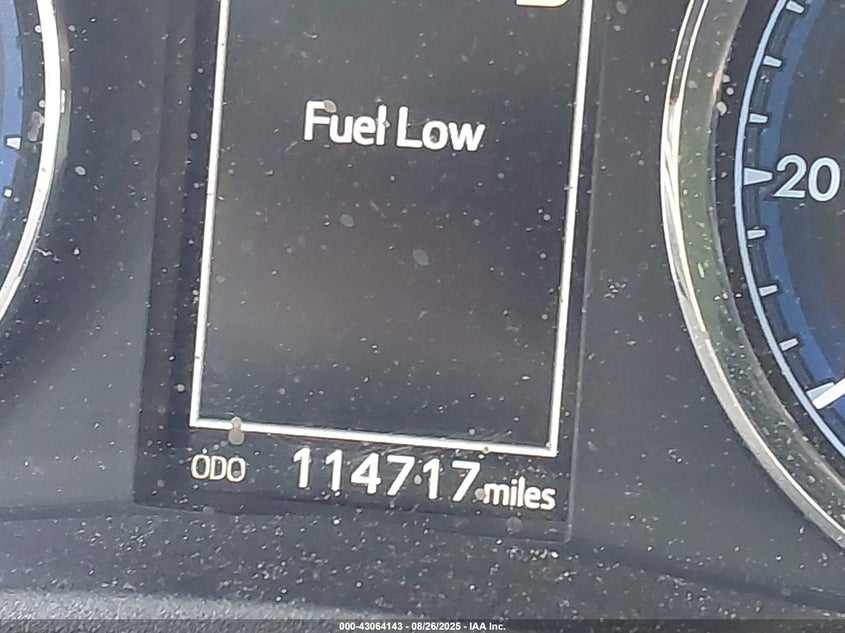 Fuel Low
20
ODO 114717 miles
000-43064143 - 08/26/2025 - IAA Inc.